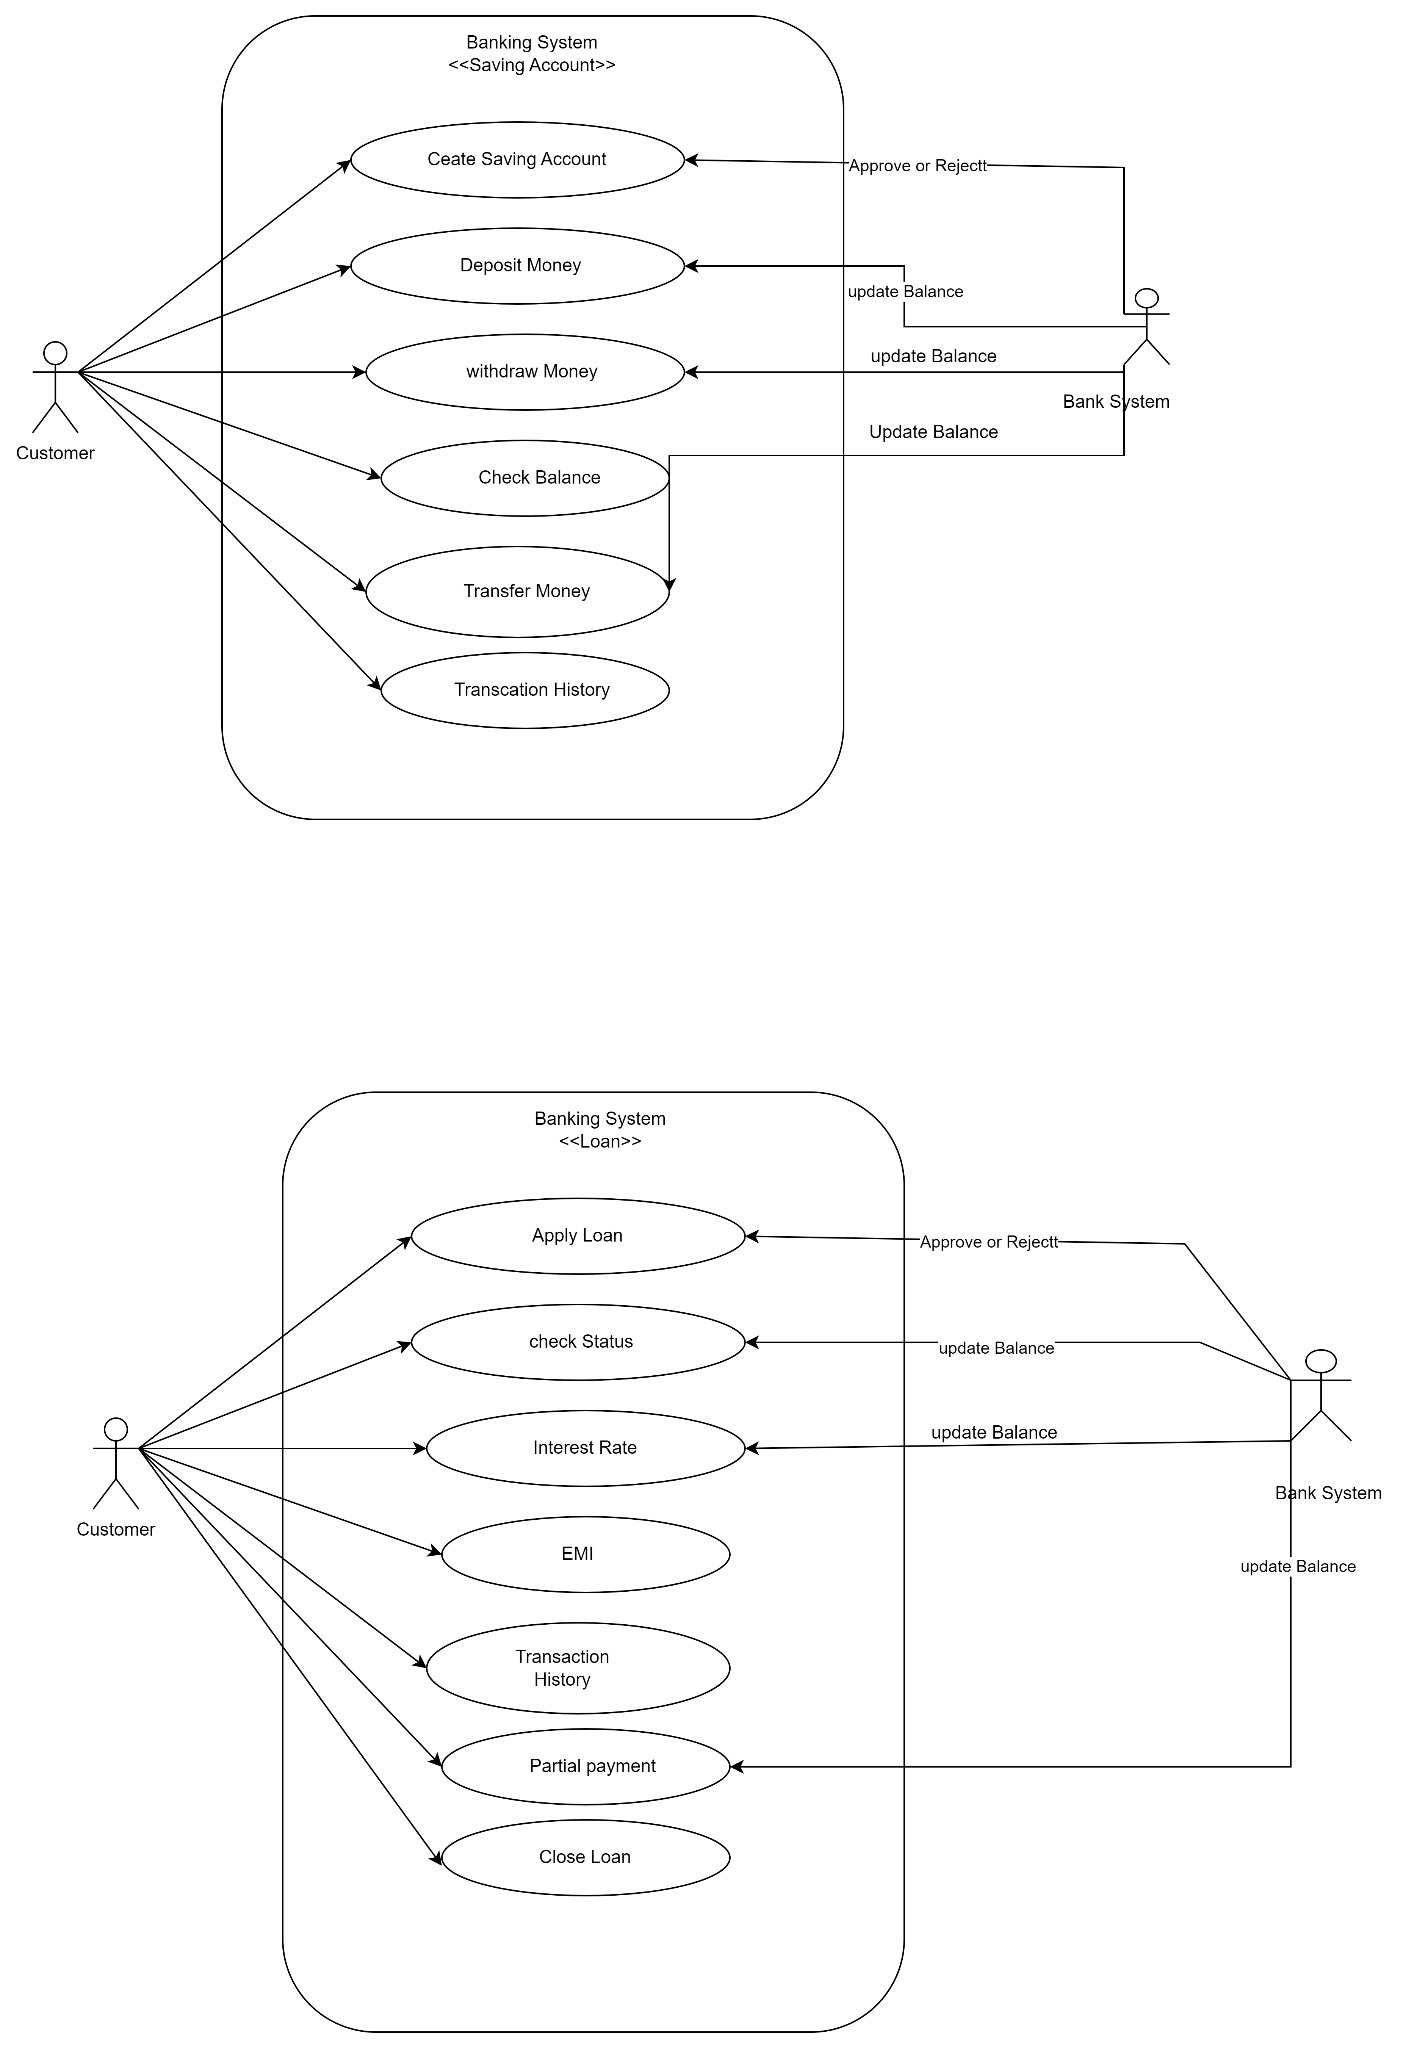 Banking System
<<Saving Account>>
Ceate Saving Account
Approve or Rejectt
Deposit Money
update Balance
withdraw Money
update Balance
Bank System
Update Balance
Customer
Check Balance
Transfer Money
Transcation History
Banking System
<<Loan>>
Apply Loan
Approve or Rejectt
check Status
update Balance
Interest Rate
update Balance
Bank System
Customer
EMI
update Balance
Transaction
History
Partial payment
Close Loan